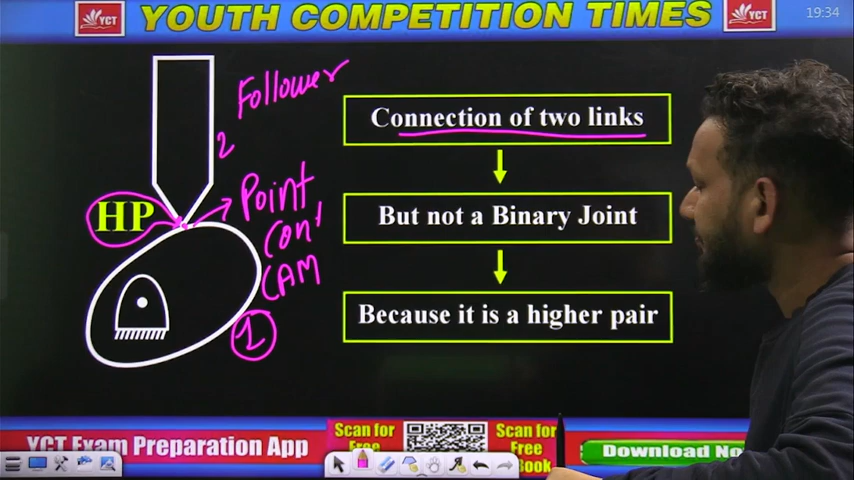 YCT
YOUTH COMPETITION TIMES
YCT
19:34
Follower
2
Connection of two links
HP
Point
Con
CAM
1
But not a Binary Joint
Because it is a higher pair
YCT Exam Preparation App
Scan for
Free
Scan for
Free
Book
Download No